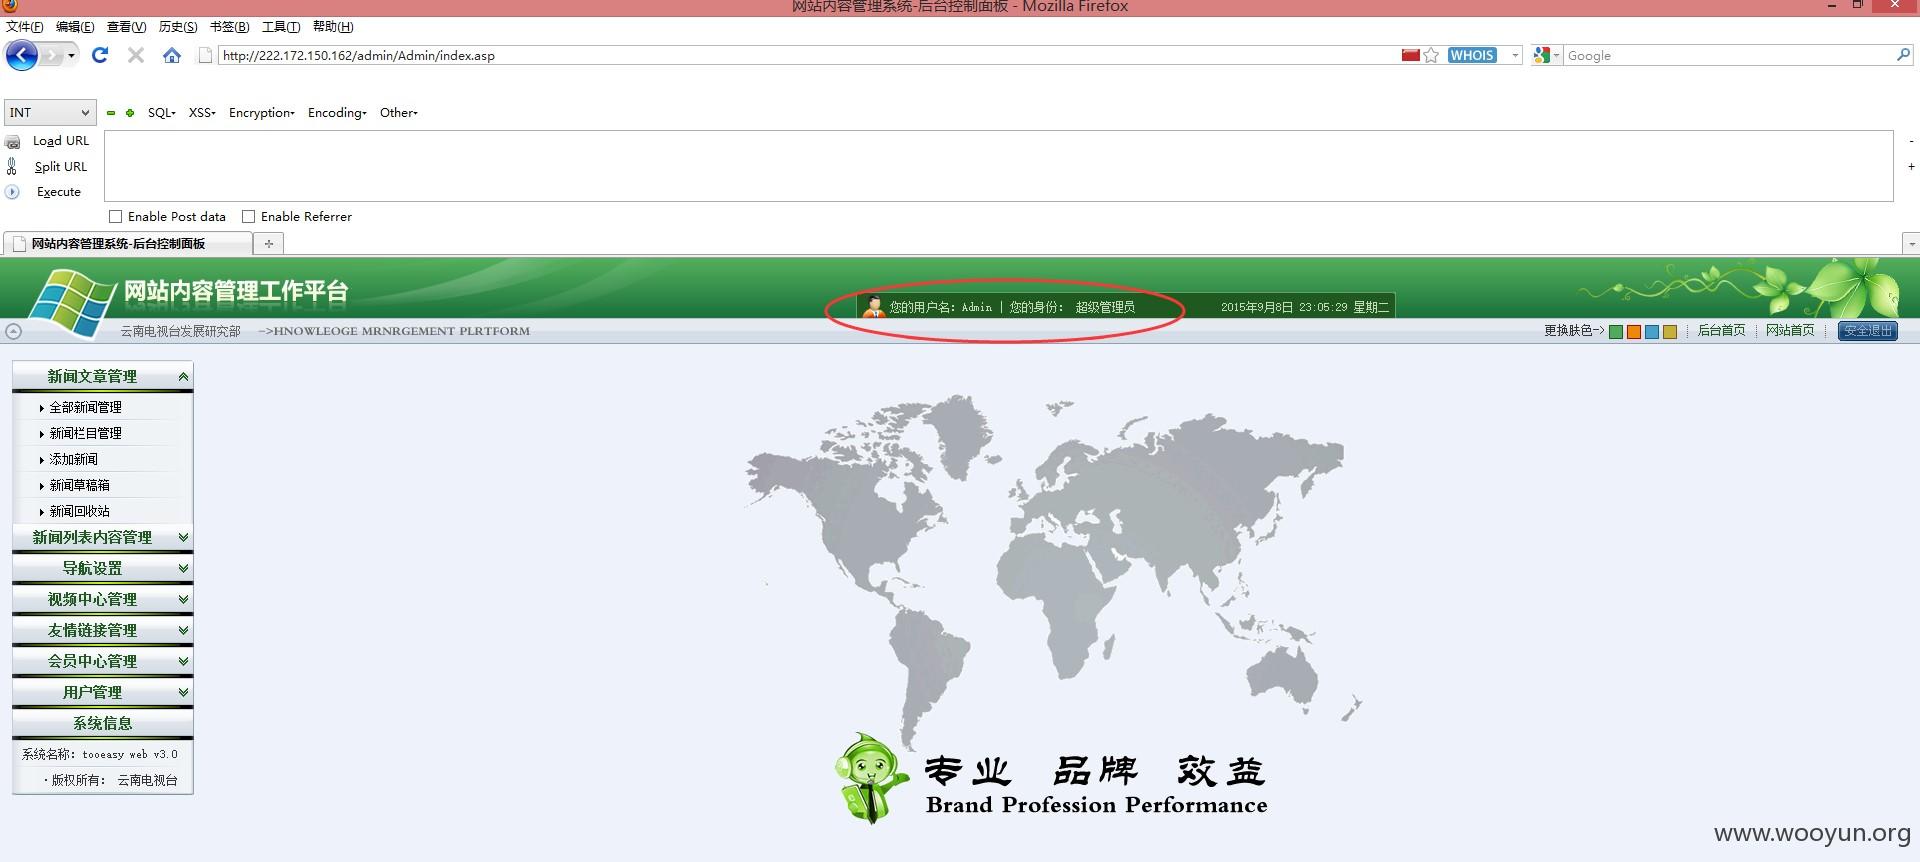 网站内容管理系统-后台控制面板 - Mozilla Firefox
文件(F) 编辑(E) 查看(V) 历史(S) 书签(B) 工具(T) 帮助(H)
http://222.172.150.162/admin/Admin/index.asp WHOIS Google
INT SQL XSS Encryption Encoding Other
Load URL
Split URL
Execute
Enable Post data Enable Referrer
网站内容管理系统-后台控制面板
网站内容管理工作平台
您的用户名: Admin | 您的身份: 超级管理员 2015年9月8日 23:05:29 星期二
云南电视台发展研究部 ->HNOWLEOGE MRNRGEMENT PLRTFORM
更换肤色-> 后台首页 网站首页 安全退出
新闻文章管理
全部新闻管理
新闻栏目管理
添加新闻
新闻草稿箱
新闻回收站
新闻列表内容管理
导航设置
视频中心管理
友情链接管理
会员中心管理
用户管理
系统信息
系统名称: tooeasy web v3.0
·版权所有: 云南电视台
专业 品牌 效益
Brand Profession Performance
www.wooyun.org